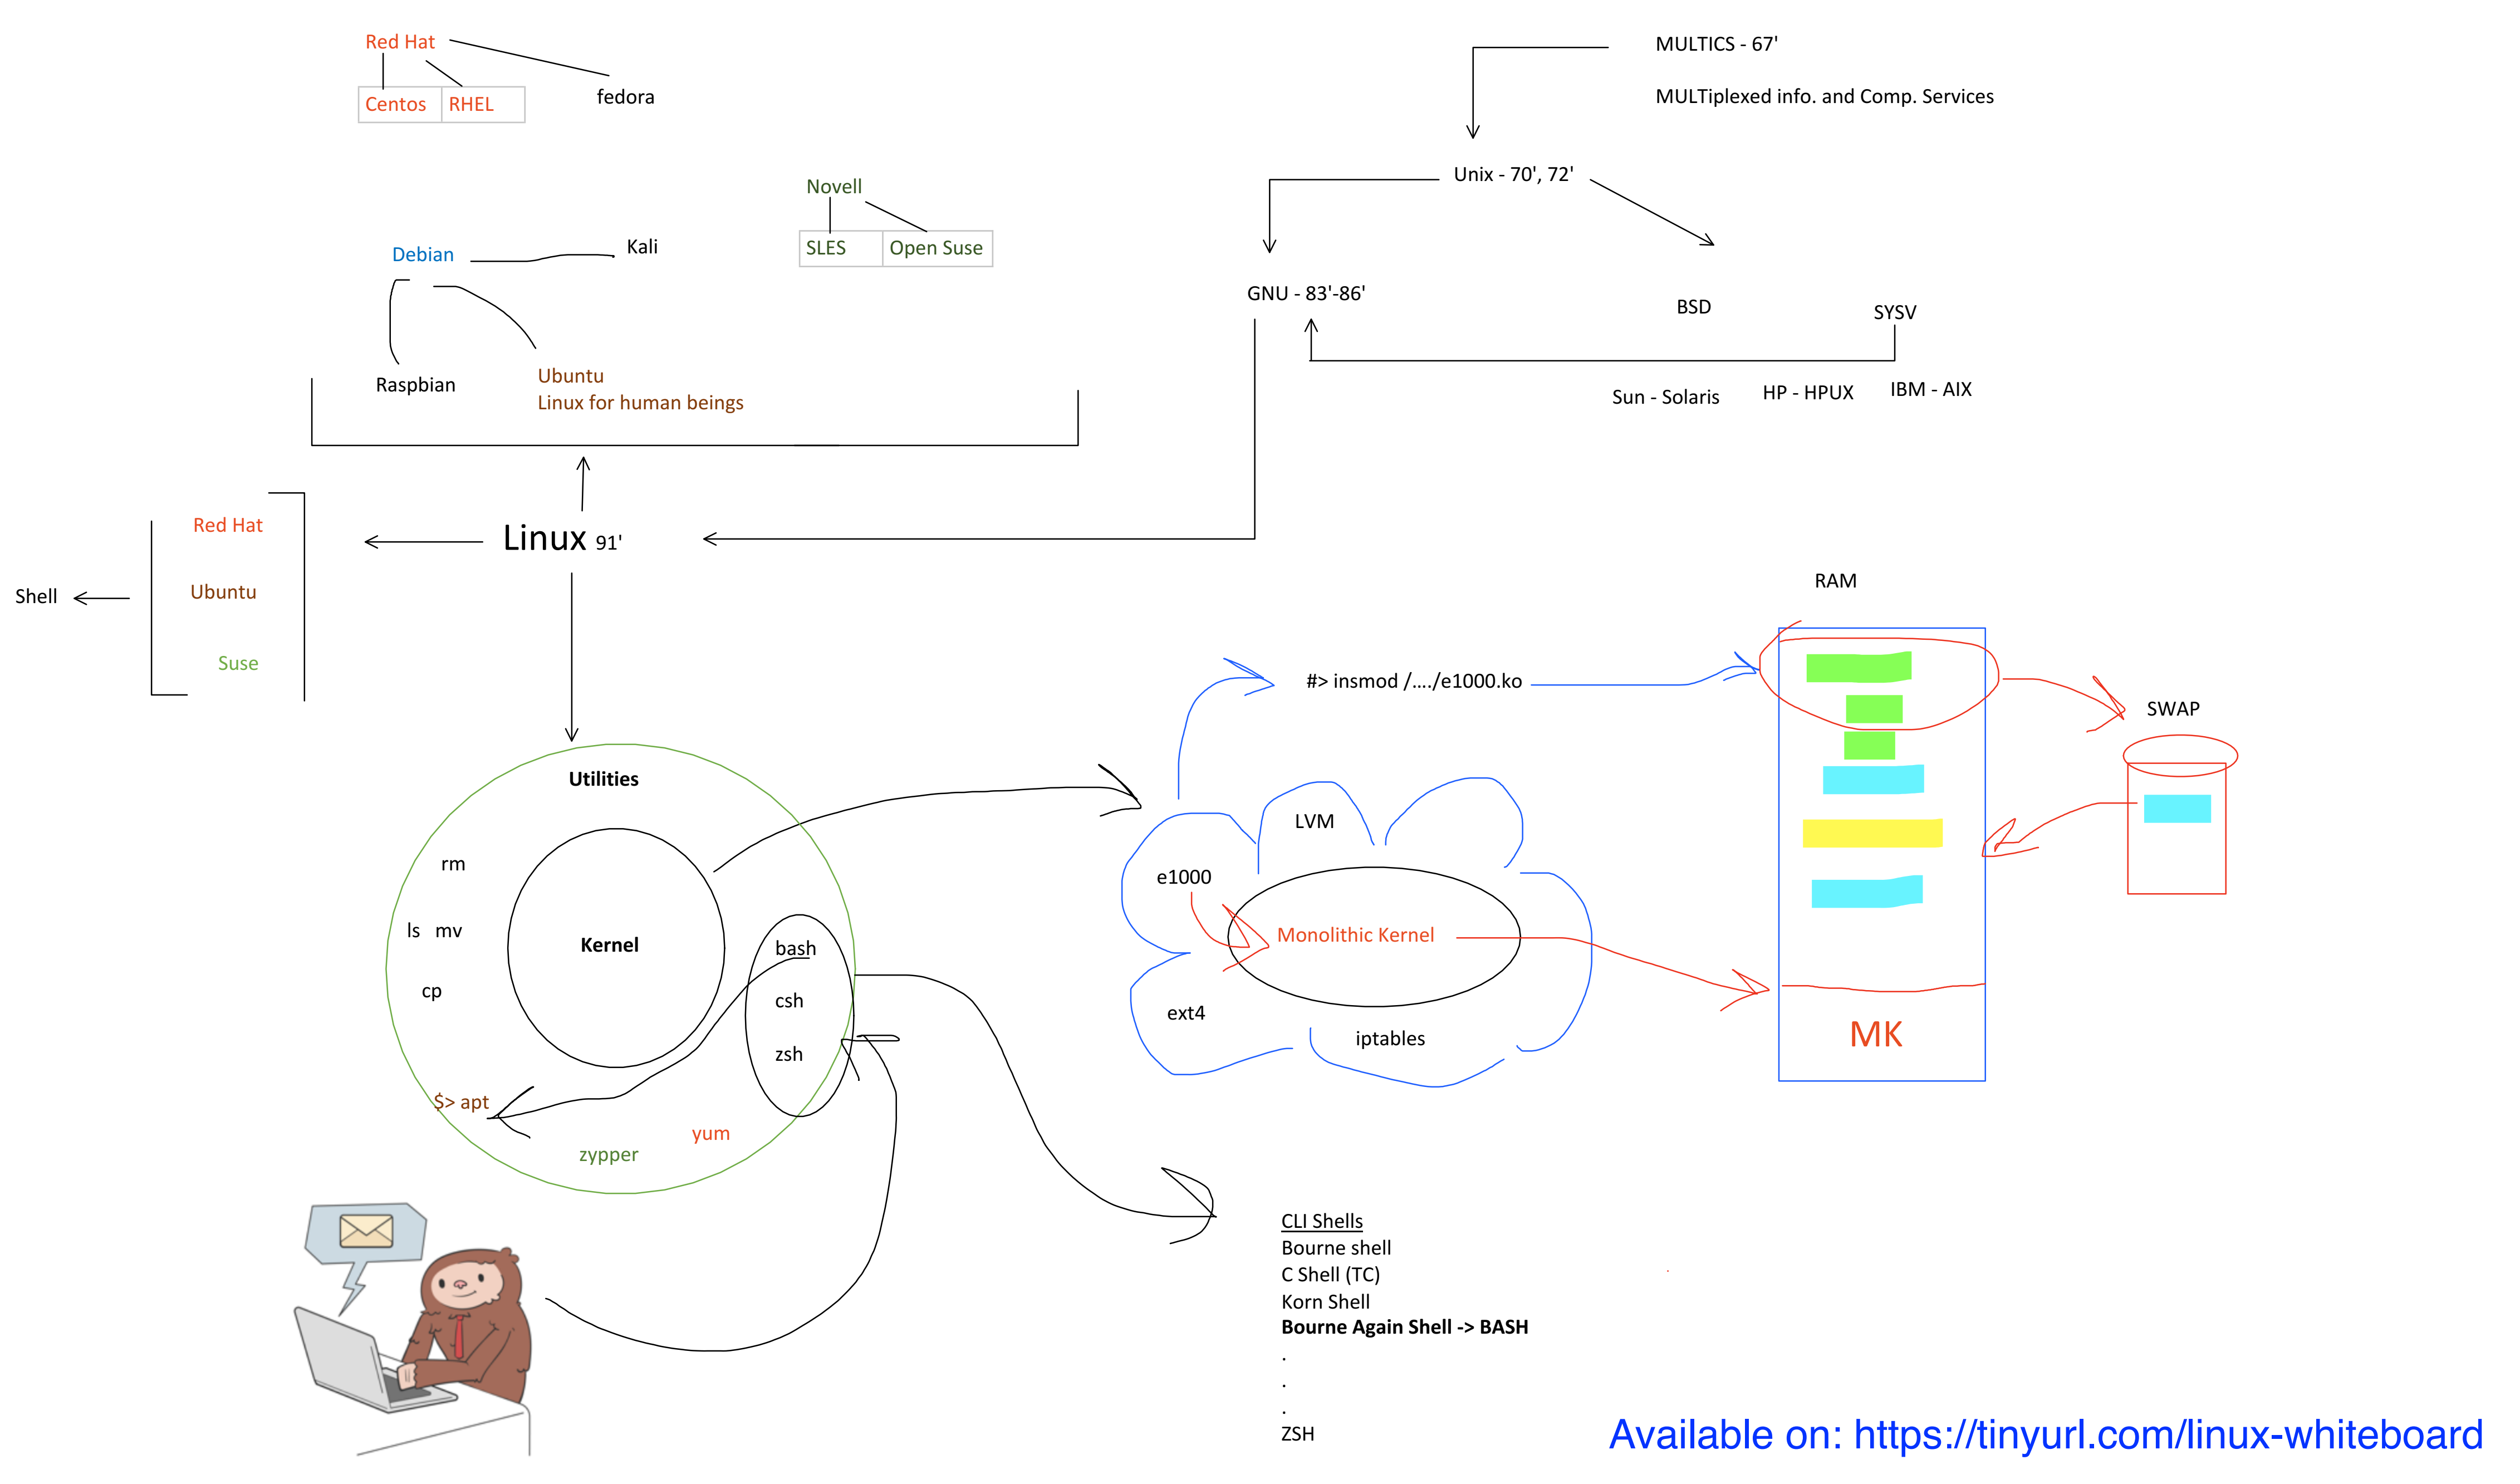 Red Hat
Centos
RHEL
fedora
MULTICS - 67'
MULTiplexed info. and Comp. Services
Unix - 70', 72'
Novell
SLES
Open Suse
Debian
Kali
Raspbian
Ubuntu
Linux for human beings
GNU - 83'-86'
BSD
SYSV
Sun - Solaris
HP - HPUX
IBM - AIX
Linux 91'
Red Hat
Ubuntu
Suse
Shell
RAM
#> insmod /…./e1000.ko
SWAP
Utilities
rm
ls mv
cp
Kernel
bash
csh
zsh
$> apt
zypper
yum
LVM
e1000
Monolithic Kernel
ext4
iptables
MK
CLI Shells
Bourne shell
C Shell (TC)
Korn Shell
Bourne Again Shell -> BASH
.
.
.
ZSH
Available on: https://tinyurl.com/linux-whiteboard